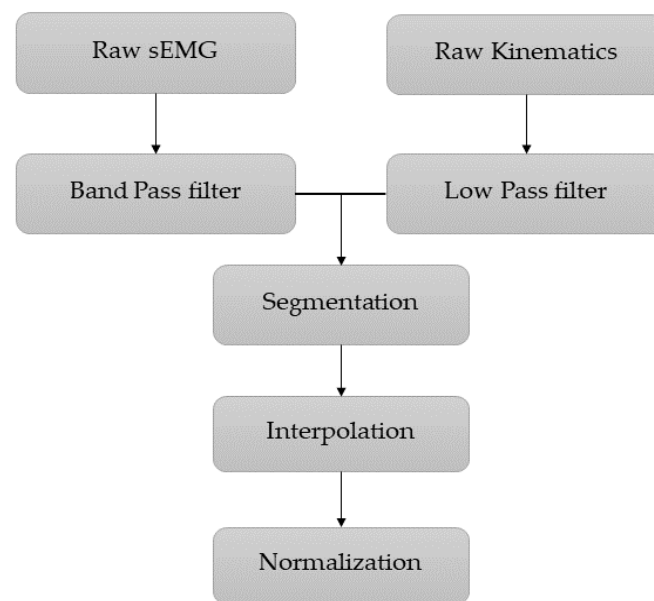 Raw sEMG
Raw Kinematics
Band Pass filter
Low Pass filter
Segmentation
Interpolation
Normalization